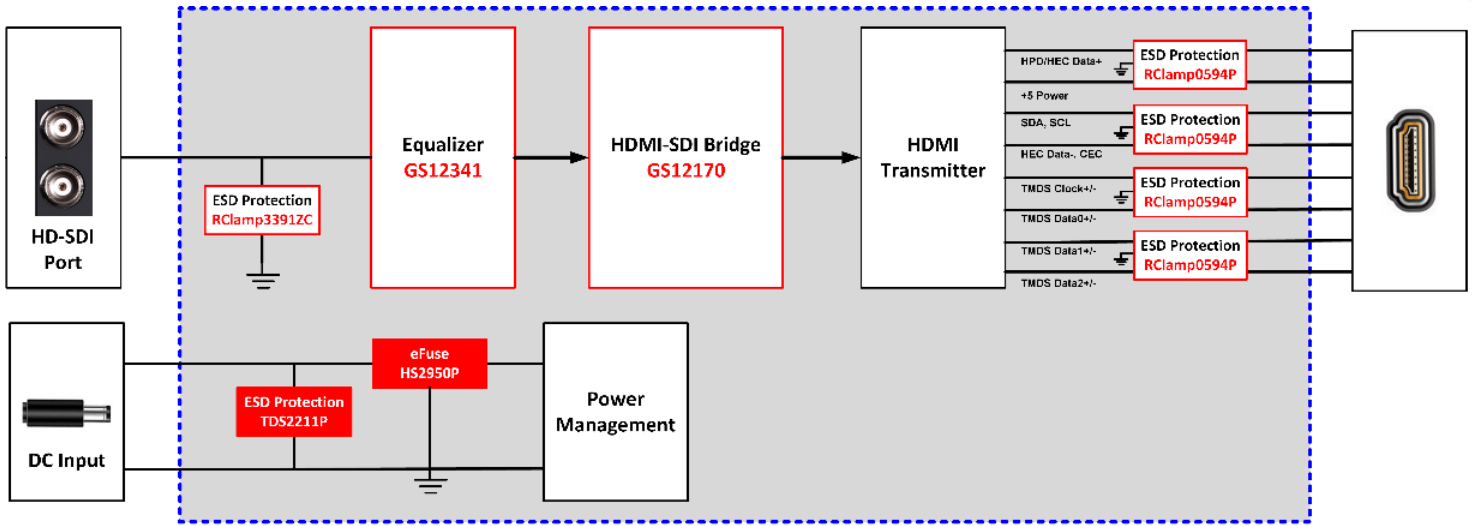 HD-SDI
Port
ESD Protection
RClamp3391ZC
Equalizer
GS12341
HDMI-SDI Bridge
GS12170
HDMI
Transmitter
HPD/HEC Data+
+5 Power
SDA, SCL
HEC Data-, CEC
TMDS Clock+/-
TMDS Data0+/-
TMDS Data1+/-
TMDS Data2+/-
ESD Protection
RClamp0594P
ESD Protection
RClamp0594P
ESD Protection
RClamp0594P
ESD Protection
RClamp0594P
DC Input
ESD Protection
TDS2211P
eFuse
HS2950P
Power
Management